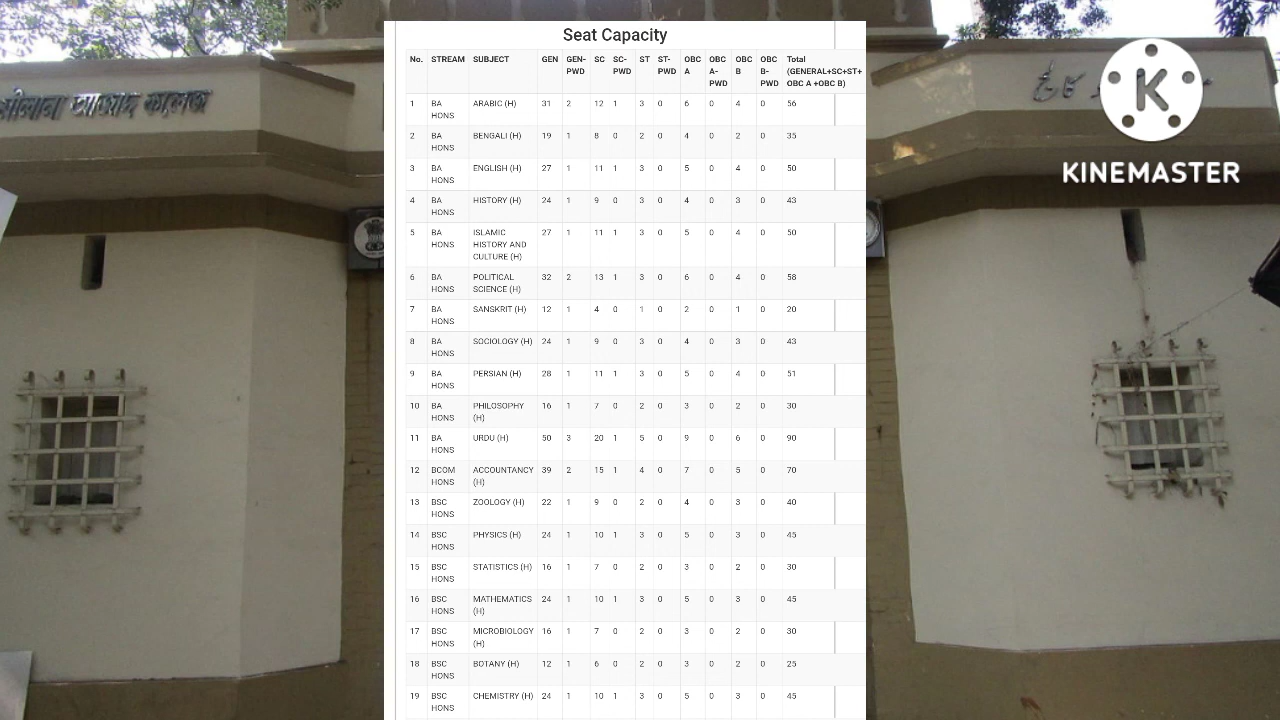 Seat Capacity
No. STREAM SUBJECT GEN GEN-PWD SC SC-PWD ST ST-PWD OBC A OBC A-PWD OBC B OBC B-PWD Total (GENERAL+SC+ST+ OBC A +OBC B)
1 BA HONS ARABIC (H) 31 2 12 1 3 0 6 0 4 0 56
2 BA HONS BENGALI (H) 19 1 8 0 2 0 4 0 2 0 35
3 BA HONS ENGLISH (H) 27 1 11 1 3 0 5 0 4 0 50
4 BA HONS HISTORY (H) 24 1 9 0 3 0 4 0 3 0 43
5 BA HONS ISLAMIC HISTORY AND CULTURE (H) 27 1 11 1 3 0 5 0 4 0 50
6 BA HONS POLITICAL SCIENCE (H) 32 2 13 1 3 0 6 0 4 0 58
7 BA HONS SANSKRIT (H) 12 1 4 0 1 0 2 0 1 0 20
8 BA HONS SOCIOLOGY (H) 24 1 9 0 3 0 4 0 3 0 43
9 BA HONS PERSIAN (H) 28 1 11 1 3 0 5 0 4 0 51
10 BA HONS PHILOSOPHY (H) 16 1 7 0 2 0 3 0 2 0 30
11 BA HONS URDU (H) 50 3 20 1 5 0 9 0 6 0 90
12 BCOM HONS ACCOUNTANCY (H) 39 2 15 1 4 0 7 0 5 0 70
13 BSC HONS ZOOLOGY (H) 22 1 9 0 2 0 4 0 3 0 40
14 BSC HONS PHYSICS (H) 24 1 10 1 3 0 5 0 3 0 45
15 BSC HONS STATISTICS (H) 16 1 7 0 2 0 3 0 2 0 30
16 BSC HONS MATHEMATICS (H) 24 1 10 1 3 0 5 0 3 0 45
17 BSC HONS MICROBIOLOGY (H) 16 1 7 0 2 0 3 0 2 0 30
18 BSC HONS BOTANY (H) 12 1 6 0 2 0 3 0 2 0 25
19 BSC HONS CHEMISTRY (H) 24 1 10 1 3 0 5 0 3 0 45
মৌলানা আজাদ কলেজ
کالج
K
KINEMASTER